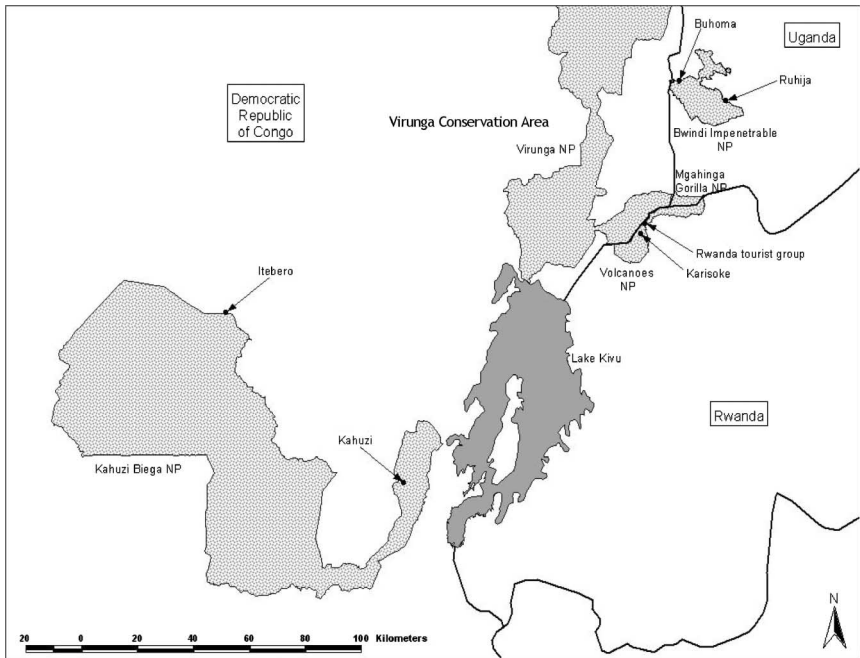 Buhoma
Uganda
Ruhija
Democratic
Republic
of Congo
Virunga Conservation Area
Virunga NP
Bwindi Impenetrable
NP
Mgahinga
Gorilla NP
Rwanda tourist group
Karisoke
Volcanoes
NP
Itebero
Lake Kivu
Rwanda
Kahuzi
Kahuzi Biega NP
N
20 0 20 40 60 80 100 Kilometers